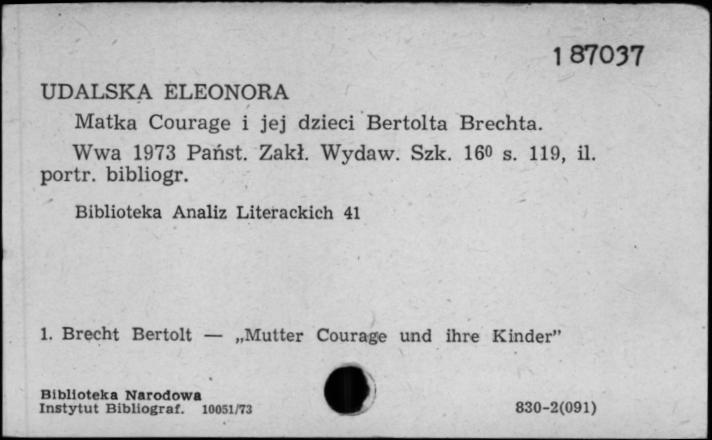 1 87037
UDALSKA ELEONORA
Matka Courage i jej dzieci Bertolta Brechta.
Wwa 1973 Państ. Zakł. Wydaw. Szk. 16⁰ s. 119, il.
portr. bibliogr.
Biblioteka Analiz Literackich 41
1. Brecht Bertolt — „Mutter Courage und ihre Kinder”
Biblioteka Narodowa
Instytut Bibliograf. 10051/73
830-2(091)